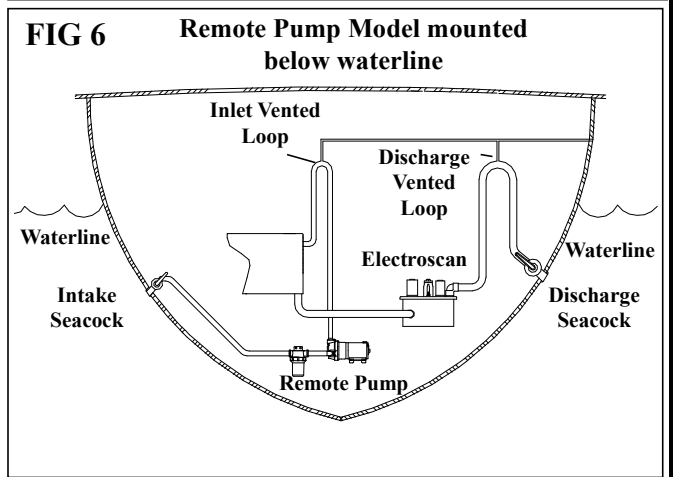 FIG 6
Remote Pump Model mounted
below waterline
Inlet Vented
Loop
Discharge
Vented
Loop
Waterline
Electroscan
Waterline
Intake
Seacock
Discharge
Seacock
Remote Pump